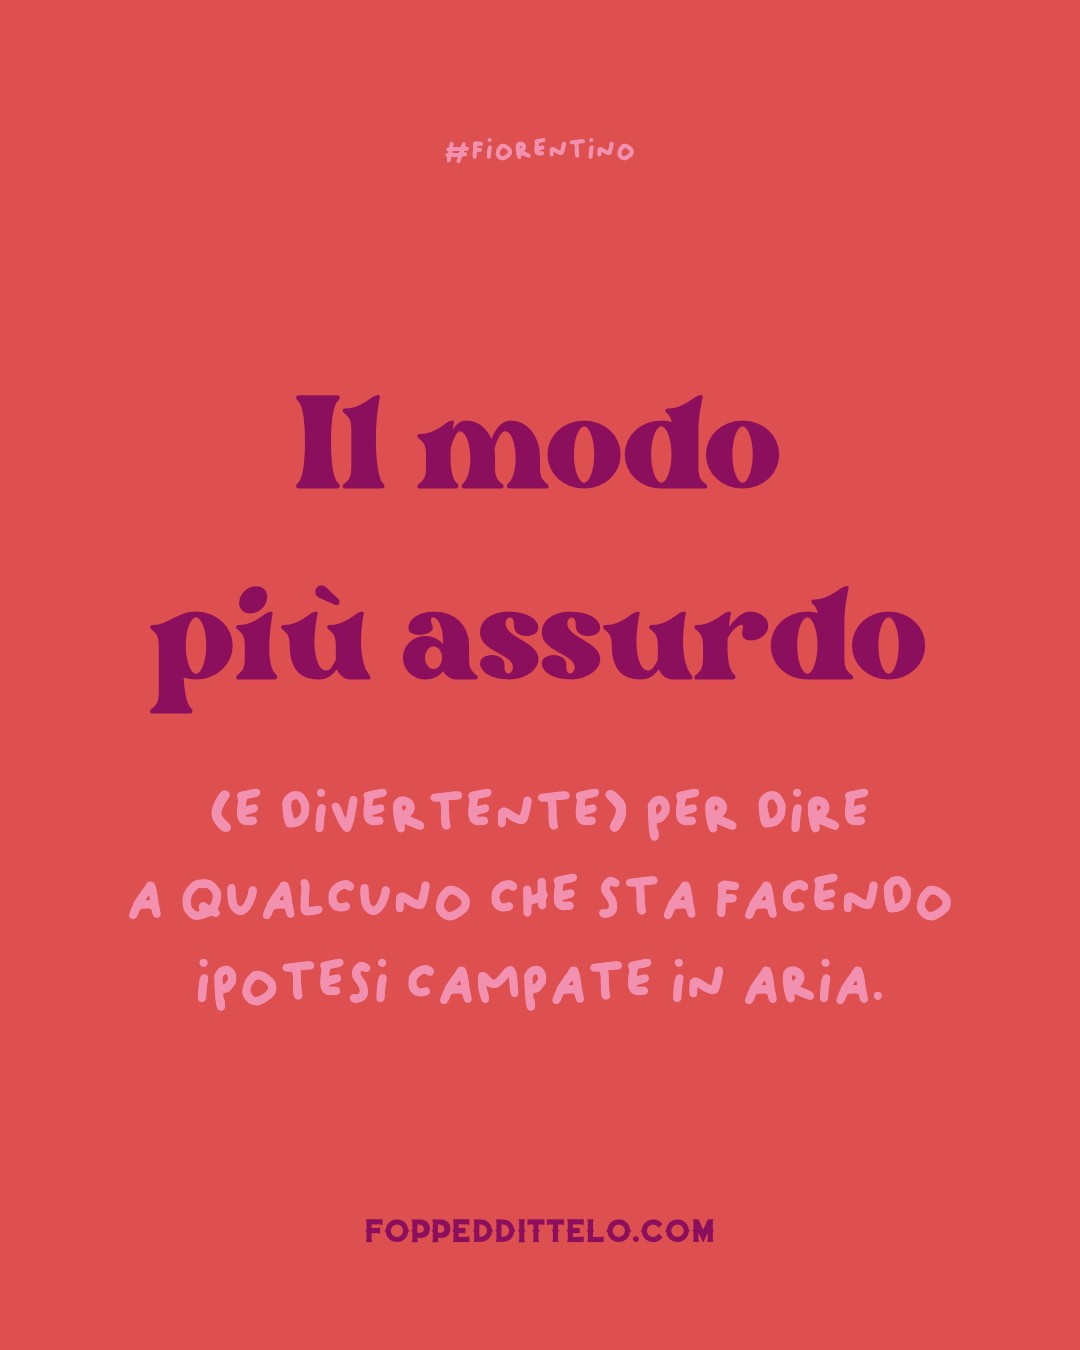 #FiORENTiNO
Il modo
più assurdo
(E DiVERTENTE) PER DiRE
A QUALCUNO CHE STA FACENDO
iPOTESi CAMPATE iN ARiA.
FOPPEDDITTELO.COM